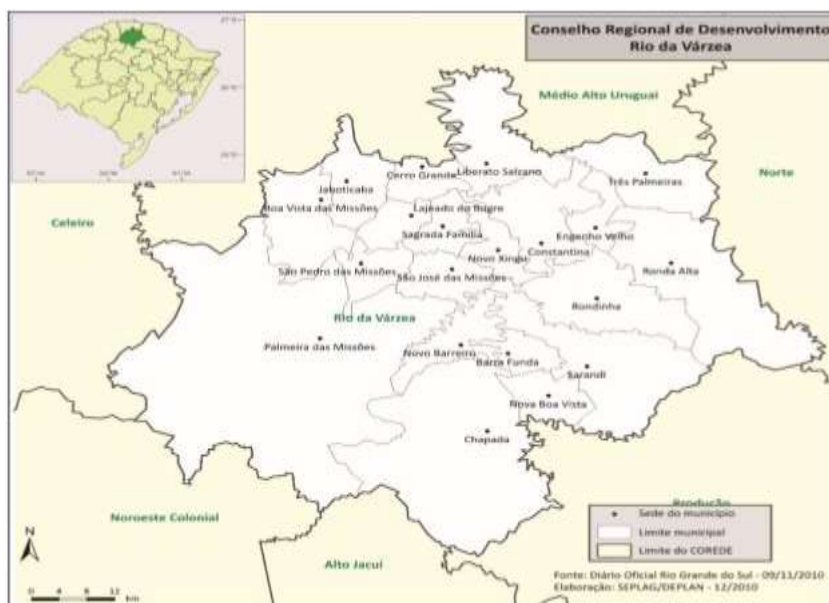 Conselho Regional de Desenvolvimento
Rio da Várzea
Médio Alto Uruguai
Norte
Celeiro
Cerro Grande
Liberato Salzano
Jaboticaba
Três Palmeiras
Boa Vista das Missões
Lajeado do Bugre
Sagrada Família
Engenho Velho
Constantina
Novo Xingu
São Pedro das Missões
São José das Missões
Ronda Alta
Rondinha
Rio da Várzea
Palmeira das Missões
Novo Barreiro
Barra Funda
Sarandi
Nova Boa Vista
Chapada
Noroeste Colonial
Alto Jacuí
Produção
Sede do município
Limite municipal
Limite do COREDE
N
0 4 8 12
km
Fonte: Diário Oficial Rio Grande do Sul - 09/11/2010
Elaboração: SEPLAG/DEPLAN - 12/2010